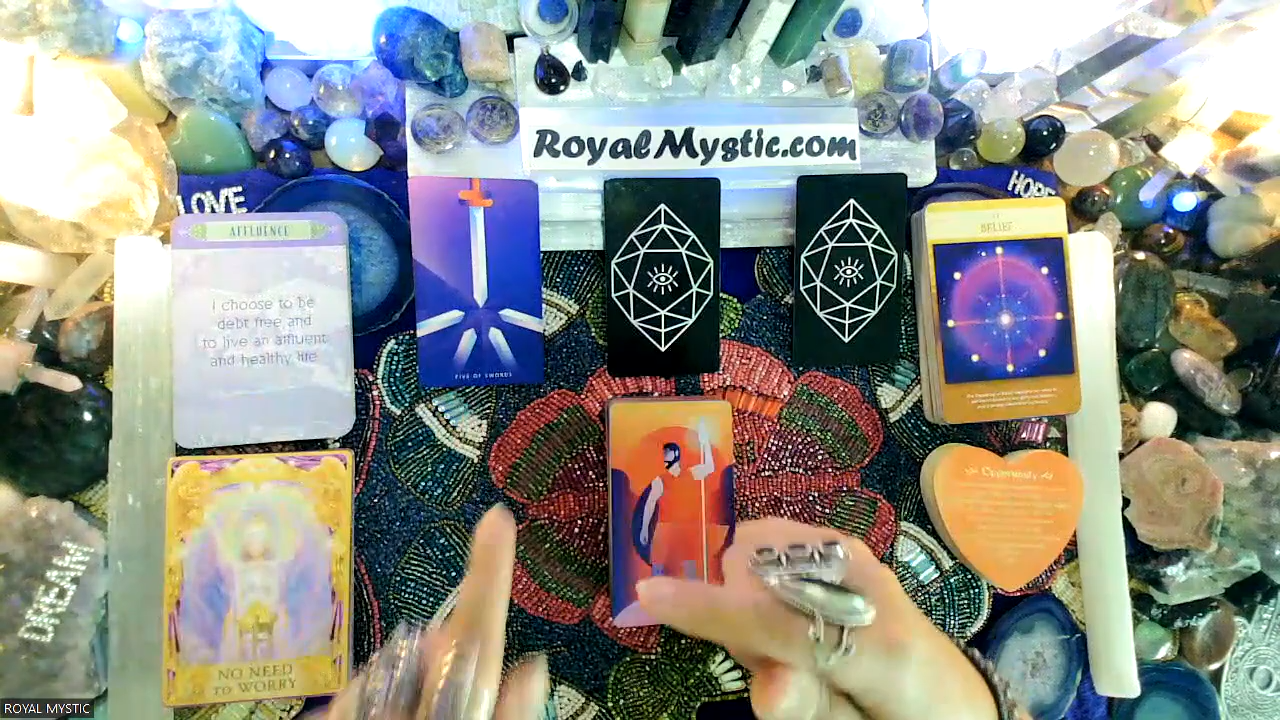 RoyalMystic.com
LOVE
HOPE
AFFLUENCE
I choose to be
debt free and
to live an affluent
and healthy life
FIVE OF SWORDS
BELIEF
Opportunity
DREAM
NO NEED
TO WORRY
ROYAL MYSTIC